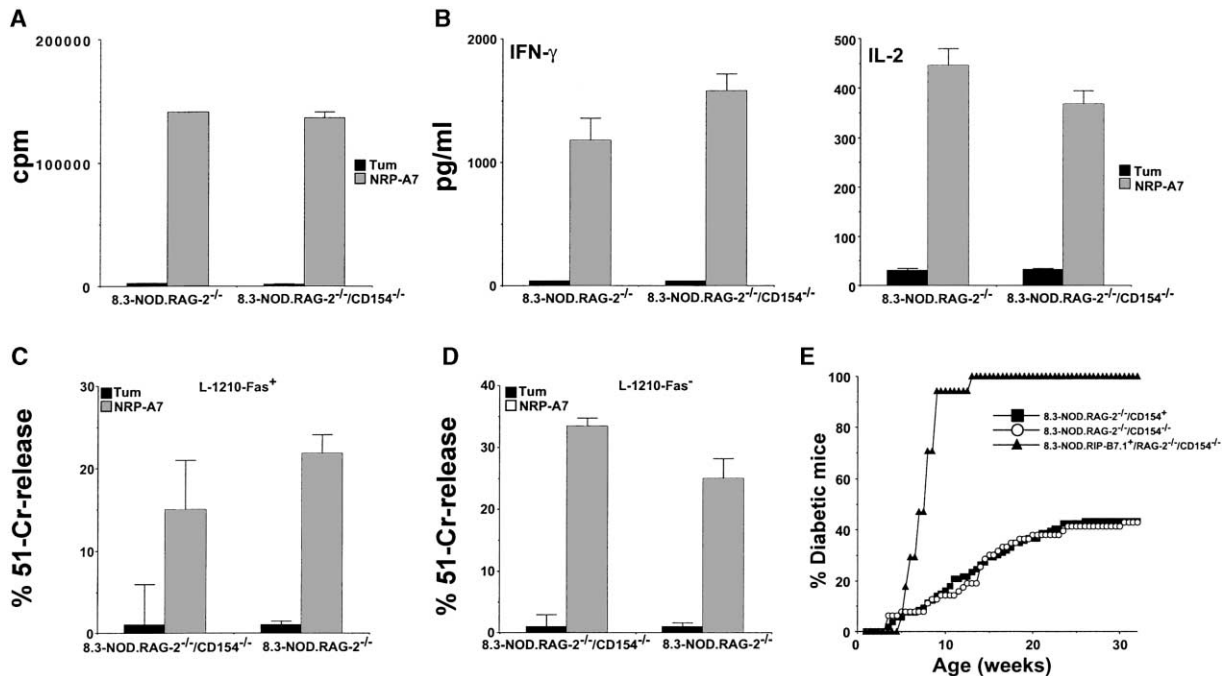 A
cpm
200000
100000
0
Tum
NRP-A7
8.3-NOD.RAG-2-/-
8.3-NOD.RAG-2-/-/CD154-/-
B
IFN-γ
pg/ml
2000
1000
0
8.3-NOD.RAG-2-/-
8.3-NOD.RAG-2-/-/CD154-/-
IL-2
500
450
400
350
300
250
200
150
100
50
0
Tum
NRP-A7
8.3-NOD.RAG-2-/-
8.3-NOD.RAG-2-/-/CD154-/-
C
L-1210-Fas+
Tum
NRP-A7
% 51-Cr-release
30
20
10
0
8.3-NOD.RAG-2-/-/CD154-/-
8.3-NOD.RAG-2-/-
D
L-1210-Fas-
Tum
NRP-A7
% 51-Cr-release
40
30
20
10
0
8.3-NOD.RAG-2-/-/CD154-/-
8.3-NOD.RAG-2-/-
E
% Diabetic mice
100
80
60
40
20
0
8.3-NOD.RAG-2-/-/CD154+
8.3-NOD.RAG-2-/-/CD154-/-
8.3-NOD.RIP-B7.1+/RAG-2-/-/CD154-/-
0
10
20
30
Age (weeks)